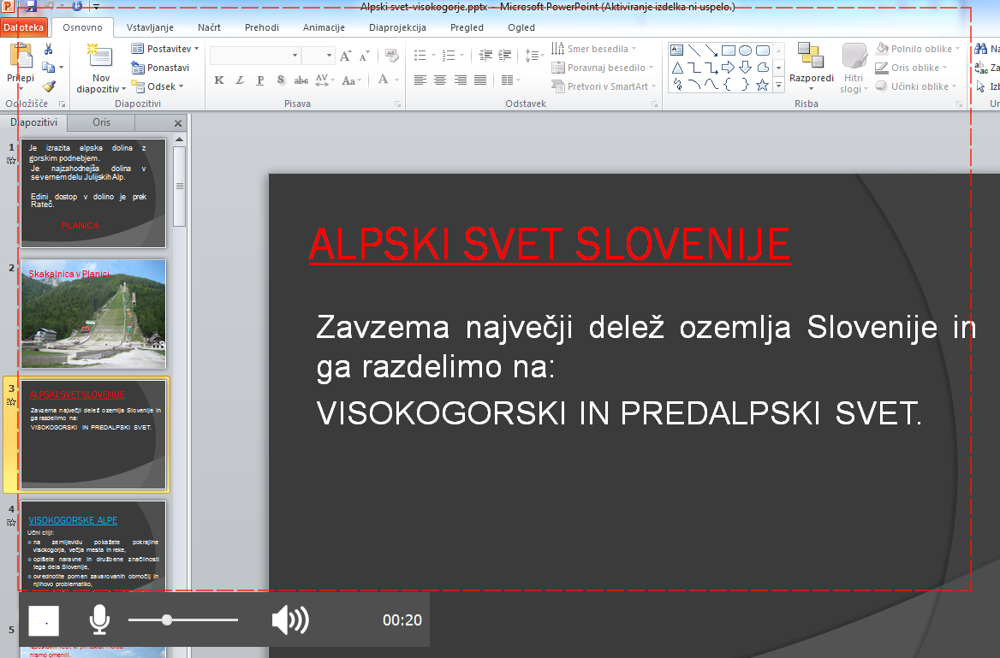 Alpski svet-visokogorje.pptx - Microsoft PowerPoint (Aktiviranje izdelka ni uspelo.)
Datoteka Osnovno Vstavljanje Načrt Prehodi Animacije Diaprojekcija Pregled Ogled
Prilepi
Odložišče
Nov diapozitiv
Postavitev
Ponastavi
Odsek
Diapozitivi
K L P S abc AV Aa A
Pisava
Smer besedila
Poravnaj besedilo
Pretvori v SmartArt
Odstavek
Razporedi
Hitri slogi
Polnilo oblike
Oris oblike
Učinki oblike
Risba
Diapozitivi Oris
1
Je izrazita alpska dolina z
gorskim podnebjem.
Je najzahodnejša dolina v
severnem delu Julijskih Alp.
Edini dostop v dolino je prek
Rateč.
PLANICA
2
Skakalnica v Planici
3
ALPSKI SVET SLOVENIJE
Zavzema največji delež ozemlja Slovenije in
ga razdelimo na:
VISOKOGORSKI IN PREDALPSKI SVET.
4
VISOKOGORSKE ALPE
Učni cilji:
na zemljevidu pokažete pokrajine
visokogorja, večja mesta in reke,
opišete naravne in družbene značilnosti
tega dela Slovenije,
ovrednotite pomen zavarovanih območij in
njihovo problematiko,
5
nismo omenili.
ALPSKI SVET SLOVENIJE
Zavzema največji delež ozemlja Slovenije in
ga razdelimo na:
VISOKOGORSKI IN PREDALPSKI SVET.
00:20